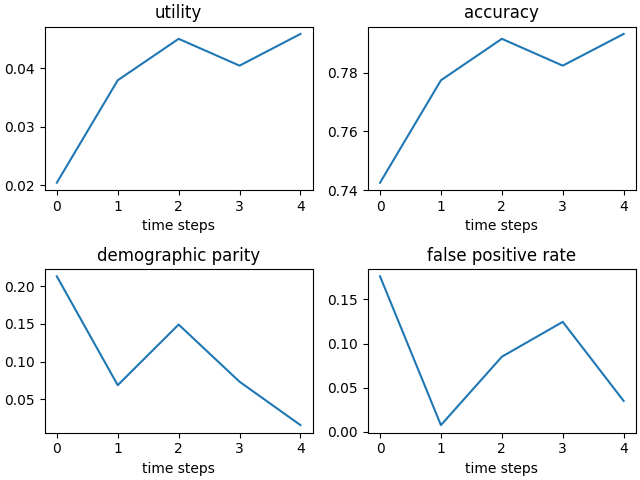 utility
0.04
0.03
0.02
0 1 2 3 4
time steps
accuracy
0.78
0.76
0.74
0 1 2 3 4
time steps
demographic parity
0.20
0.15
0.10
0.05
0 1 2 3 4
time steps
false positive rate
0.15
0.10
0.05
0.00
0 1 2 3 4
time steps